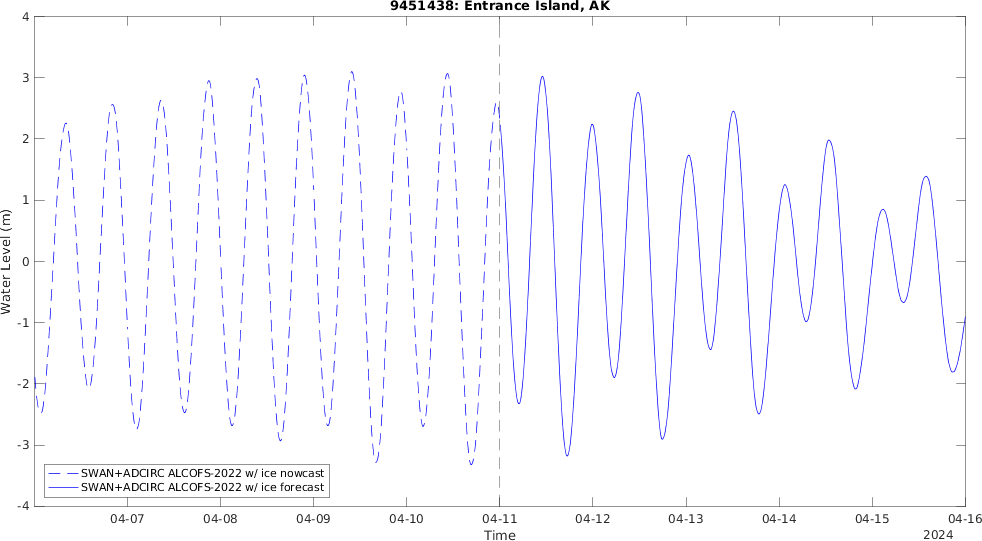 9451438: Entrance Island, AK
4
3
2
1
0
-1
-2
-3
-4
Water Level (m)
SWAN+ADCIRC ALCOFS-2022 w/ ice nowcast
SWAN+ADCIRC ALCOFS-2022 w/ ice forecast
04-07 04-08 04-09 04-10 04-11 04-12 04-13 04-14 04-15 04-16
Time
2024